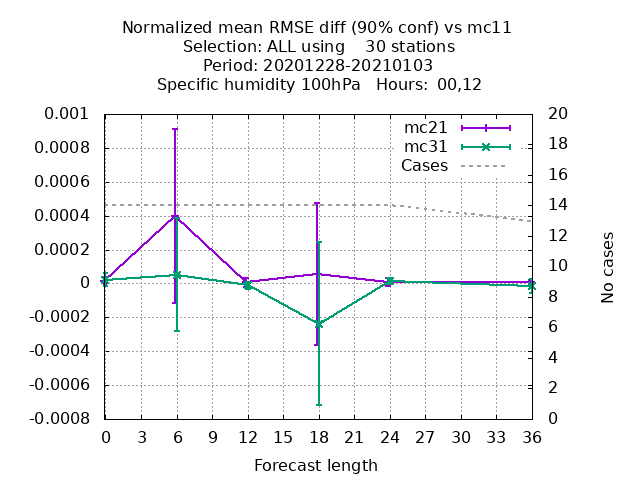 Normalized mean RMSE diff (90% conf) vs mc11
Selection: ALL using    30 stations
Period: 20201228-20210103
Specific humidity 100hPa   Hours: 00,12
0.001
0.0008
0.0006
0.0004
0.0002
0
-0.0002
-0.0004
-0.0006
-0.0008
mc21
mc31
Cases
20
18
16
14
12
10
8
6
4
2
0
No cases
0 3 6 9 12 15 18 21 24 27 30 33 36
Forecast length